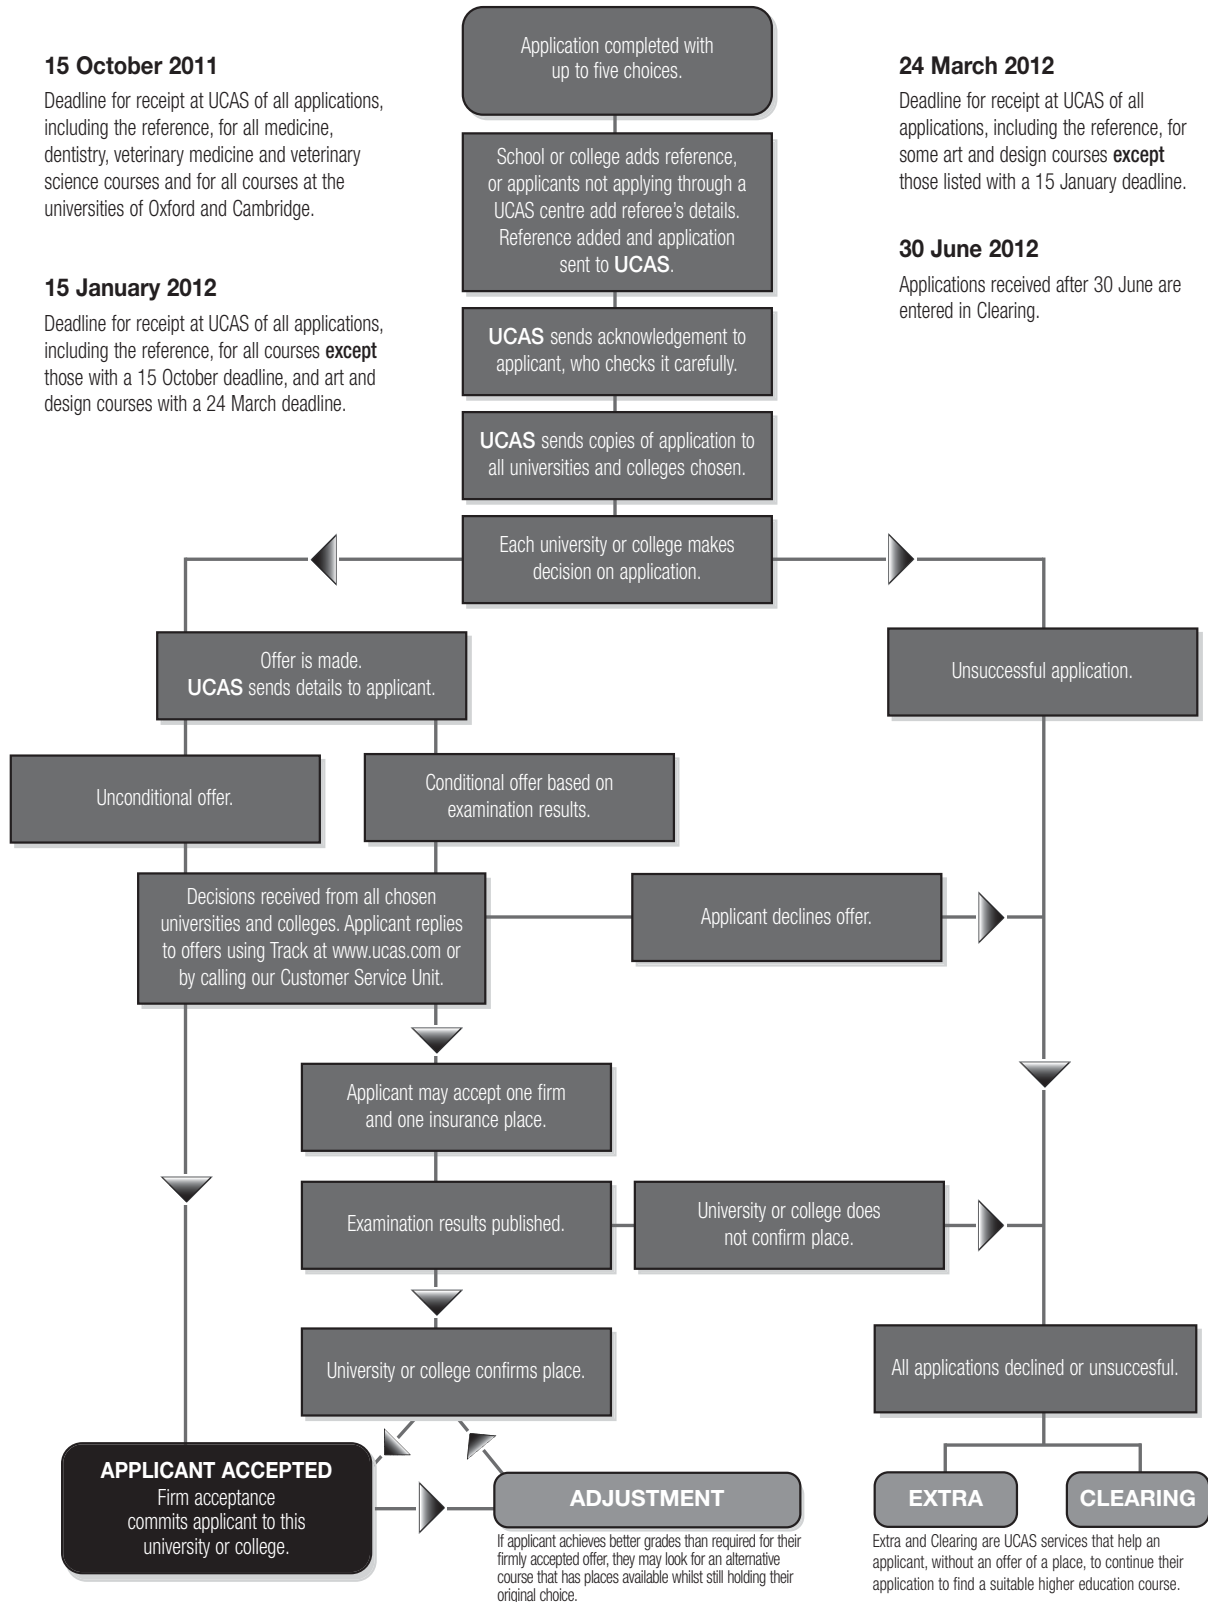 15 October 2011
Deadline for receipt at UCAS of all applications,
including the reference, for all medicine,
dentistry, veterinary medicine and veterinary
science courses and for all courses at the
universities of Oxford and Cambridge.
15 January 2012
Deadline for receipt at UCAS of all applications,
including the reference, for all courses except
those with a 15 October deadline, and art and
design courses with a 24 March deadline.
24 March 2012
Deadline for receipt at UCAS of all
applications, including the reference, for
some art and design courses except
those listed with a 15 January deadline.
30 June 2012
Applications received after 30 June are
entered in Clearing.
Application completed with
up to five choices.
School or college adds reference,
or applicants not applying through a
UCAS centre add referee's details.
Reference added and application
sent to UCAS.
UCAS sends acknowledgement to
applicant, who checks it carefully.
UCAS sends copies of application to
all universities and colleges chosen.
Each university or college makes
decision on application.
Offer is made.
UCAS sends details to applicant.
Unsuccessful application.
Unconditional offer.
Conditional offer based on
examination results.
Decisions received from all chosen
universities and colleges. Applicant replies
to offers using Track at www.ucas.com or
by calling our Customer Service Unit.
Applicant declines offer.
Applicant may accept one firm
and one insurance place.
Examination results published.
University or college does
not confirm place.
University or college confirms place.
All applications declined or unsuccesful.
APPLICANT ACCEPTED
Firm acceptance
commits applicant to this
university or college.
ADJUSTMENT
If applicant achieves better grades than required for their
firmly accepted offer, they may look for an alternative
course that has places available whilst still holding their
original choice.
EXTRA
CLEARING
Extra and Clearing are UCAS services that help an
applicant, without an offer of a place, to continue their
application to find a suitable higher education course.